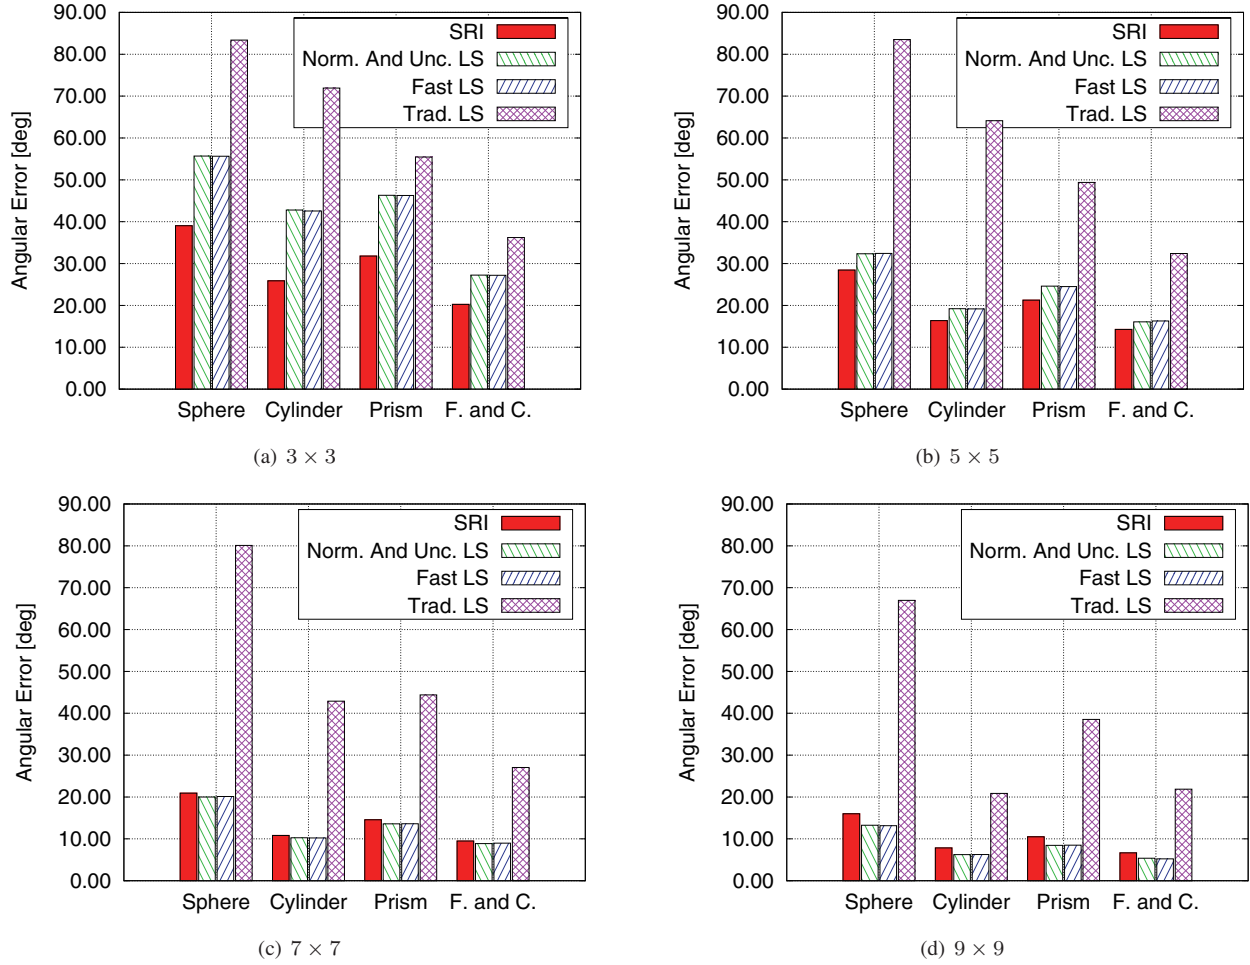 90.00
80.00
70.00
60.00
50.00
40.00
30.00
20.00
10.00
0.00
Angular Error [deg]
SRI
Norm. And Unc. LS
Fast LS
Trad. LS
Sphere Cylinder Prism F. and C.
(a) 3 × 3
90.00
80.00
70.00
60.00
50.00
40.00
30.00
20.00
10.00
0.00
Angular Error [deg]
SRI
Norm. And Unc. LS
Fast LS
Trad. LS
Sphere Cylinder Prism F. and C.
(b) 5 × 5
90.00
80.00
70.00
60.00
50.00
40.00
30.00
20.00
10.00
0.00
Angular Error [deg]
SRI
Norm. And Unc. LS
Fast LS
Trad. LS
Sphere Cylinder Prism F. and C.
(c) 7 × 7
90.00
80.00
70.00
60.00
50.00
40.00
30.00
20.00
10.00
0.00
Angular Error [deg]
SRI
Norm. And Unc. LS
Fast LS
Trad. LS
Sphere Cylinder Prism F. and C.
(d) 9 × 9